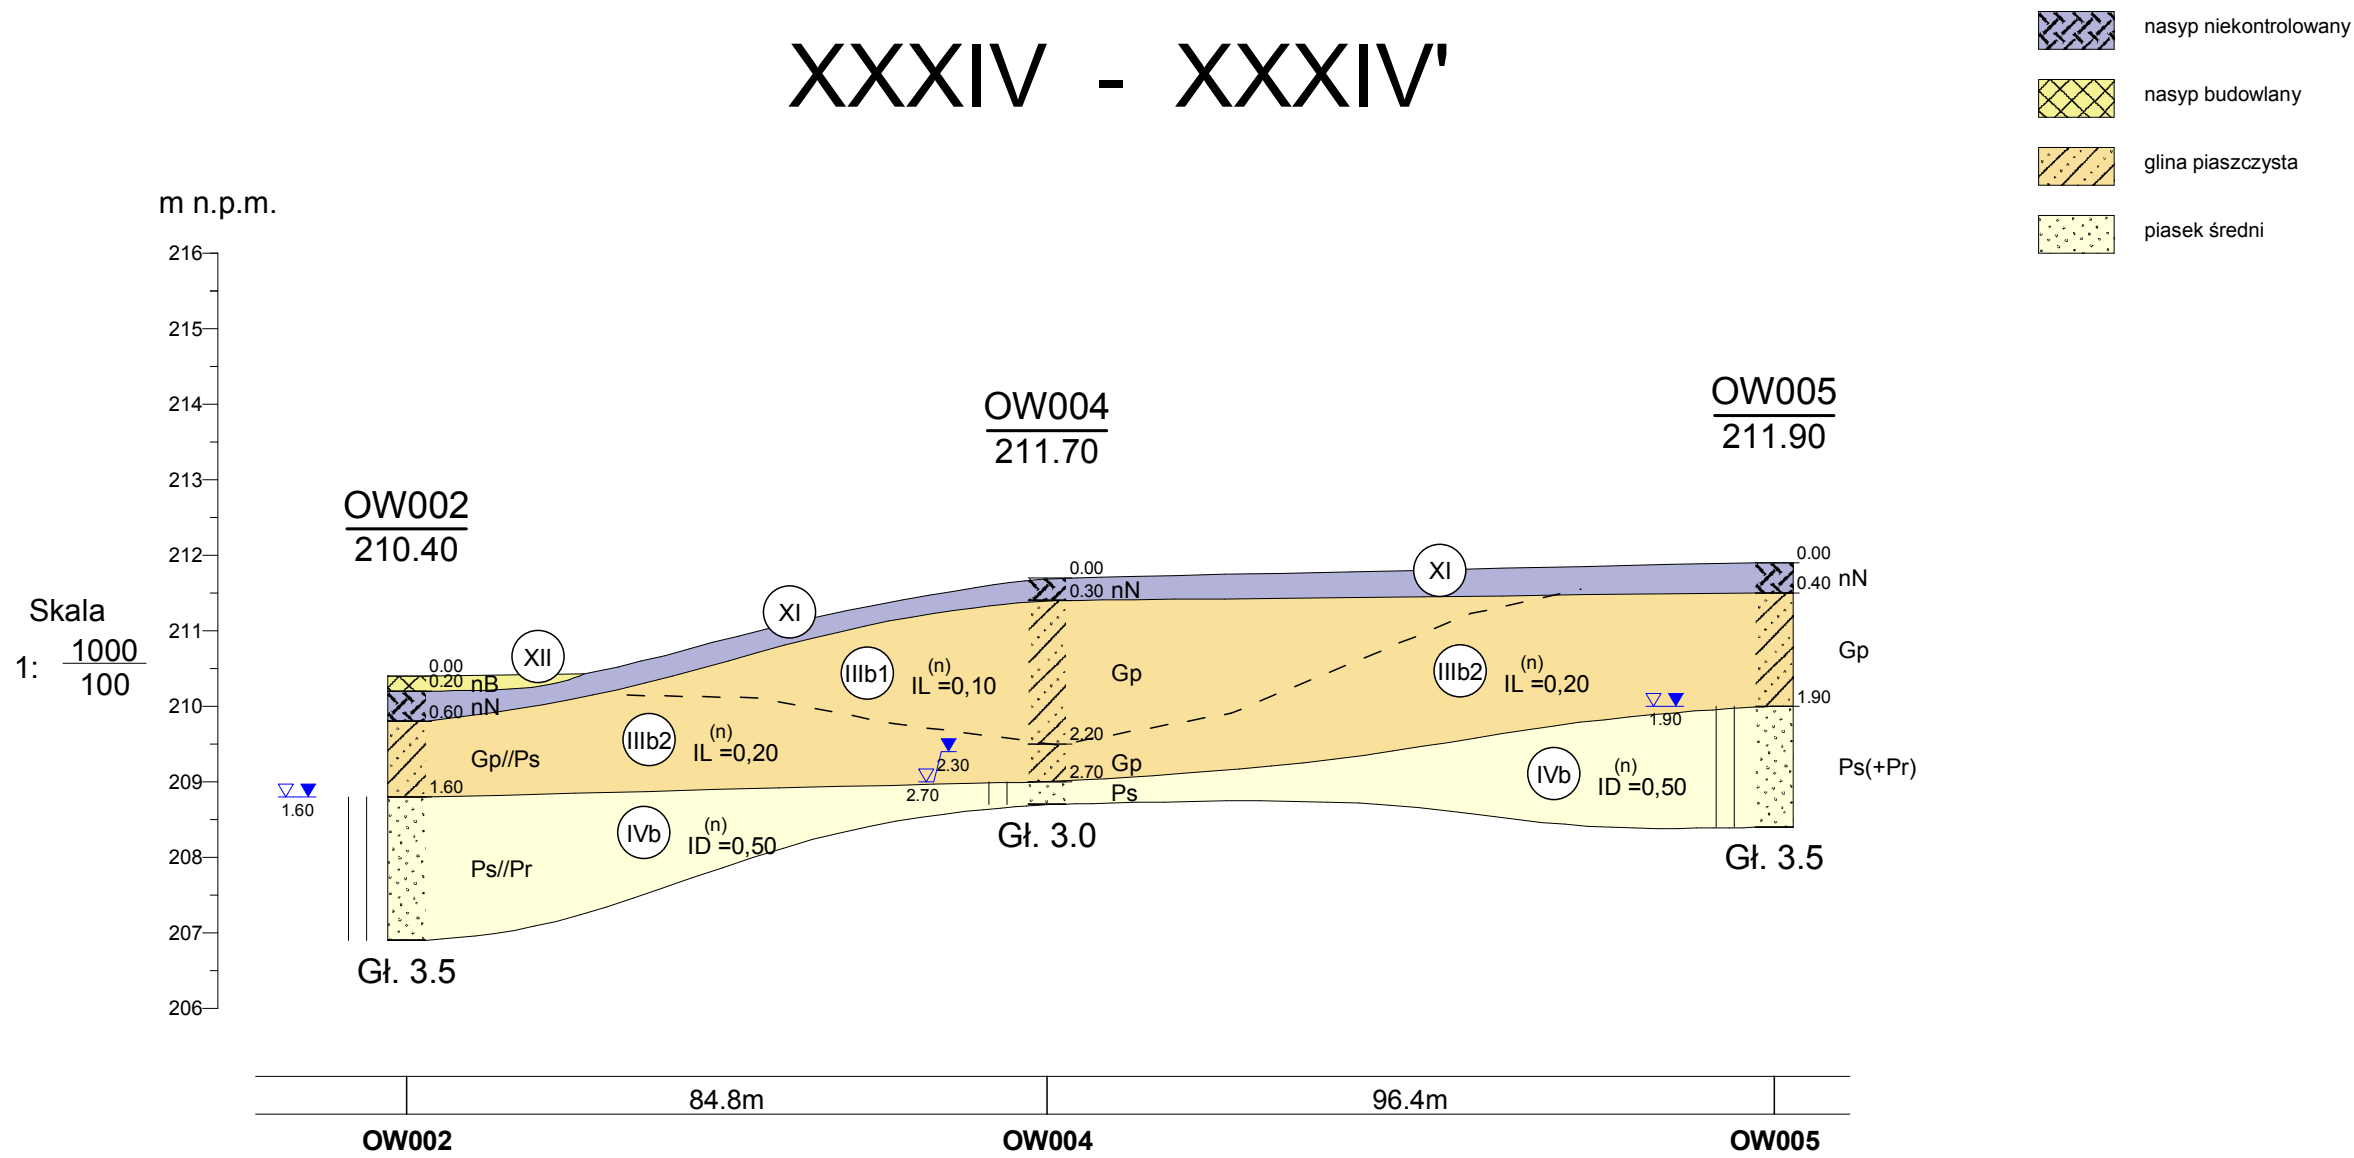 XXXIV - XXXIV'
nasyp niekontrolowany
nasyp budowlany
glina piaszczysta
piasek średni
m n.p.m.
216
215
214
213
212
211
210
209
208
207
206
Skala
1: 1000
100
OW002
210.40
OW004
211.70
OW005
211.90
XII
XI
XI
0.00
0.20 nB
0.60 nN
Gp//Ps
1.60
Ps//Pr
1.60
Gł. 3.5
IIIb1 (n)
IL =0,10
IIIb2 (n)
IL =0,20
IVb (n)
ID =0,50
2.30
2.70
0.00
0.30 nN
Gp
2.20
Gp
2.70
Ps
Gł. 3.0
IIIb2 (n)
IL =0,20
IVb (n)
ID =0,50
1.90
0.00
0.40 nN
Gp
1.90
Ps(+Pr)
Gł. 3.5
84.8m
96.4m
OW002
OW004
OW005